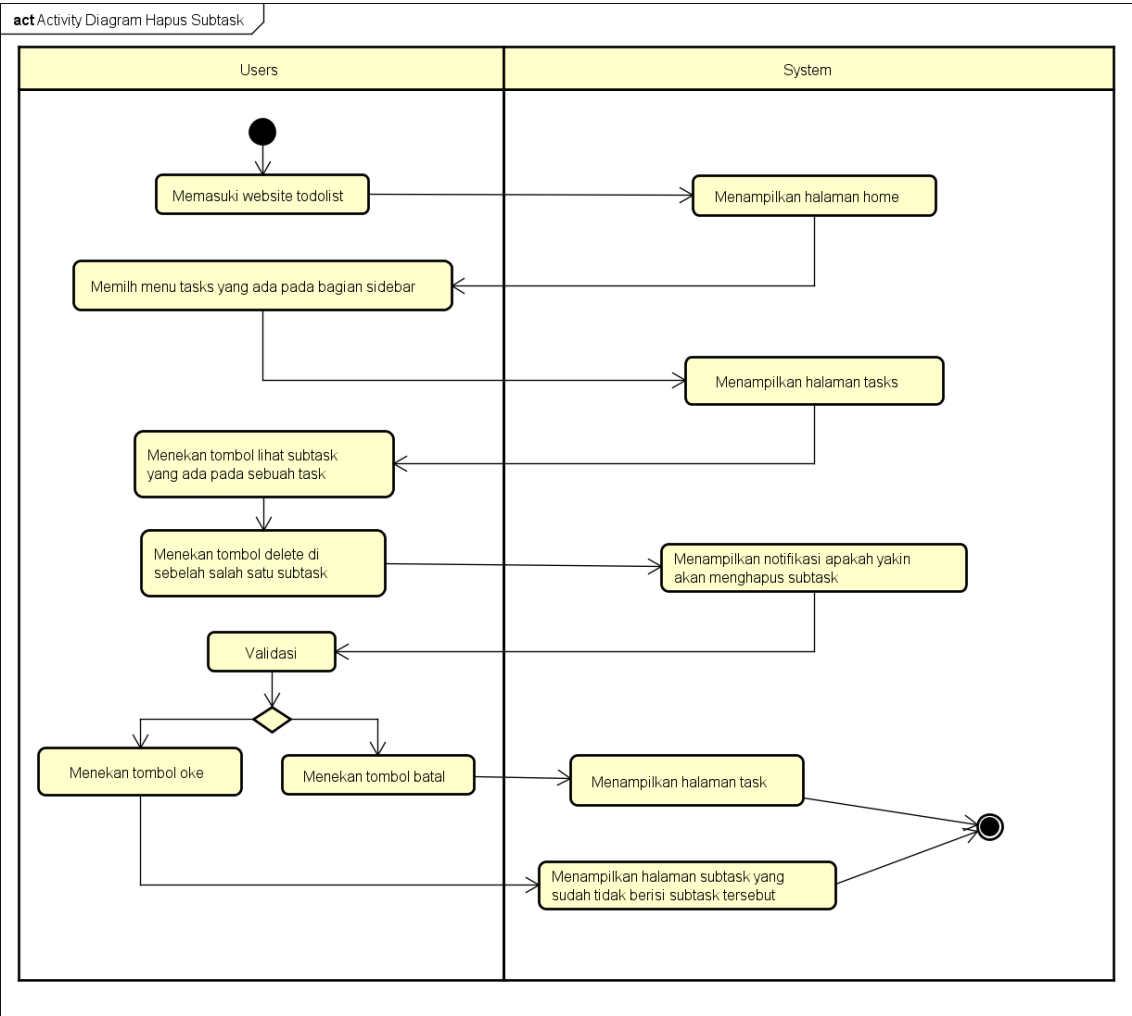 act Activity Diagram Hapus Subtask
Users
System
Memasuki website todolist
Menampilkan halaman home
Memilh menu tasks yang ada pada bagian sidebar
Menampilkan halaman tasks
Menekan tombol lihat subtask
yang ada pada sebuah task
Menekan tombol delete di
sebelah salah satu subtask
Menampilkan notifikasi apakah yakin
akan menghapus subtask
Validasi
Menekan tombol oke
Menekan tombol batal
Menampilkan halaman task
Menampilkan halaman subtask yang
sudah tidak berisi subtask tersebut